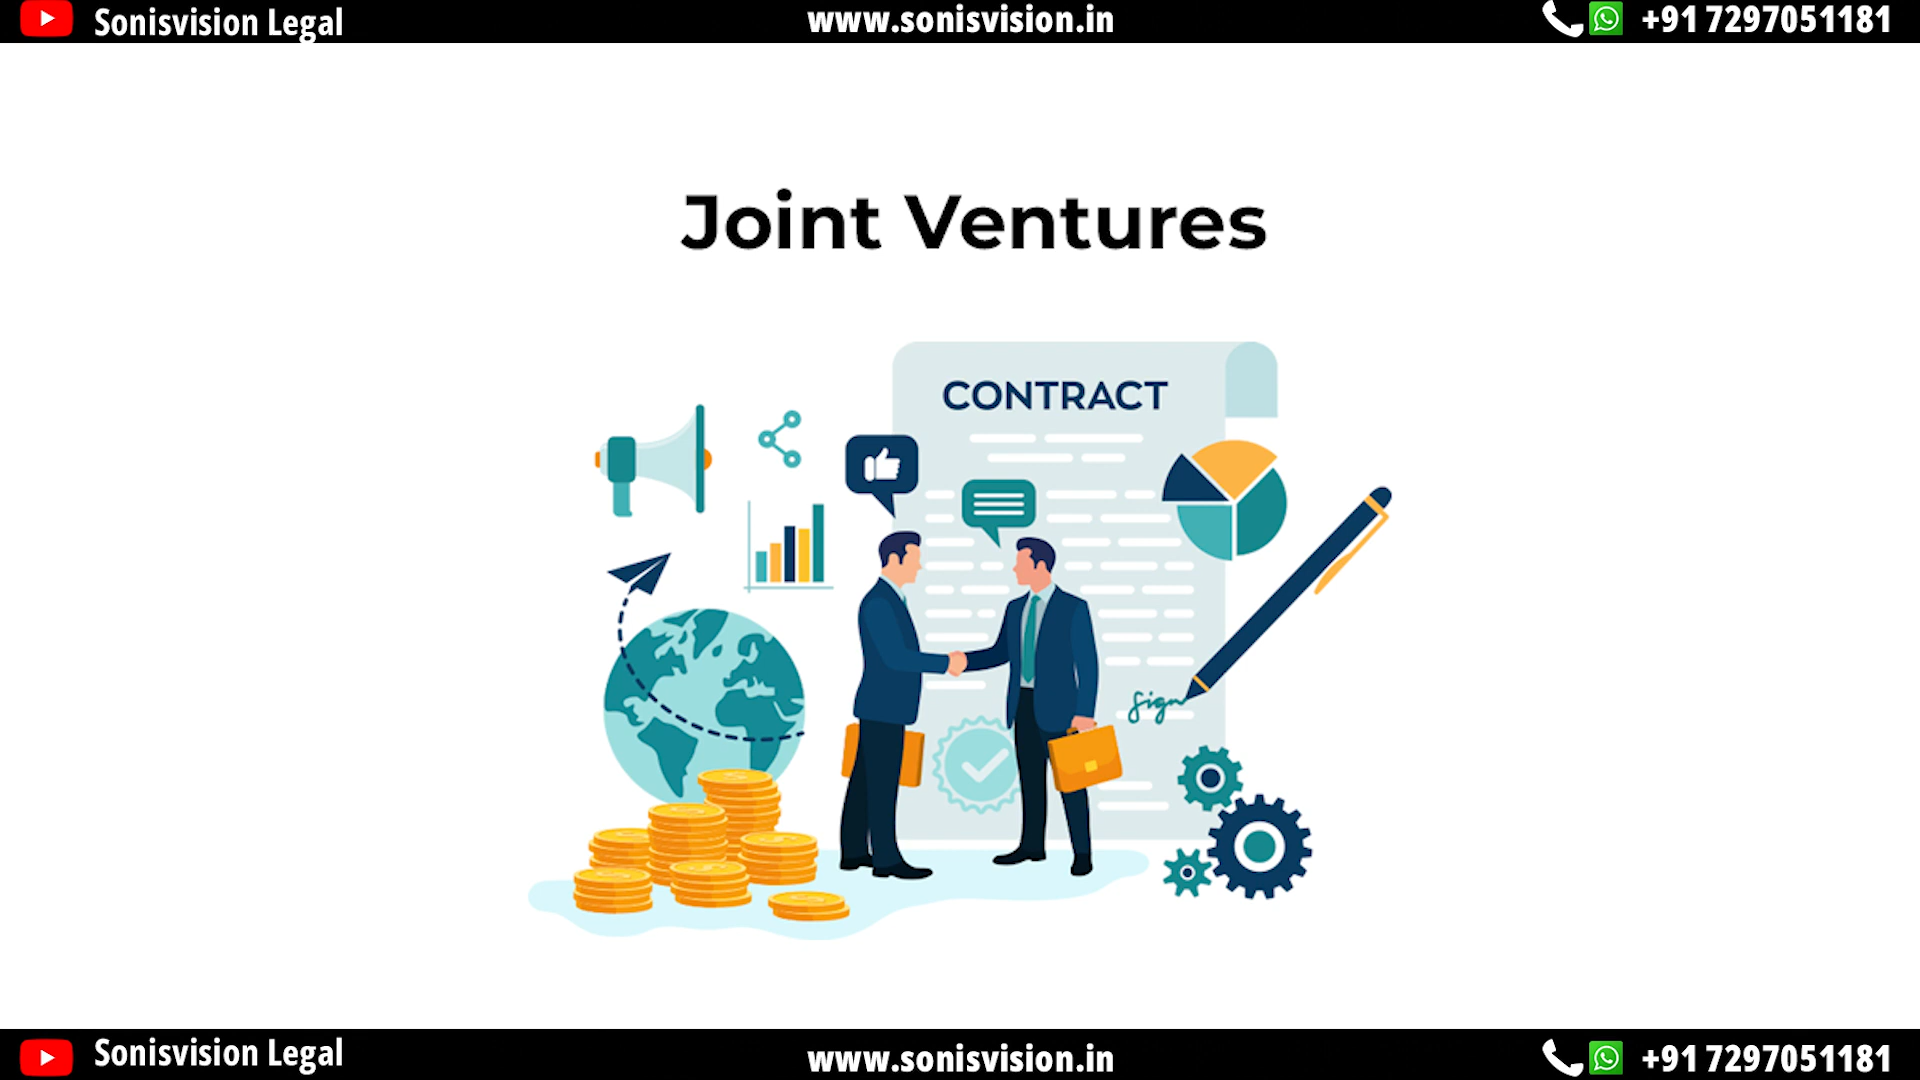 Sonisvision Legal
www.sonisvision.in
+91 7297051181
Joint Ventures
CONTRACT
Sign
Sonisvision Legal
www.sonisvision.in
+91 7297051181